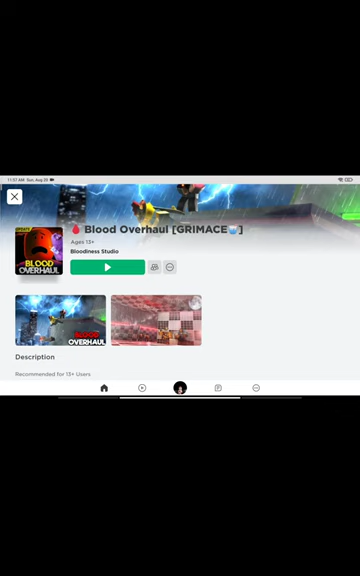 11:57 AM Sun, Aug 20
🩸 Blood Overhaul [GRIMACE🥛]
Ages 13+
Bloodiness Studio
BLOOD
OVERHAUL
BLOOD
OVERHAUL
Description
Recommended for 13+ Users